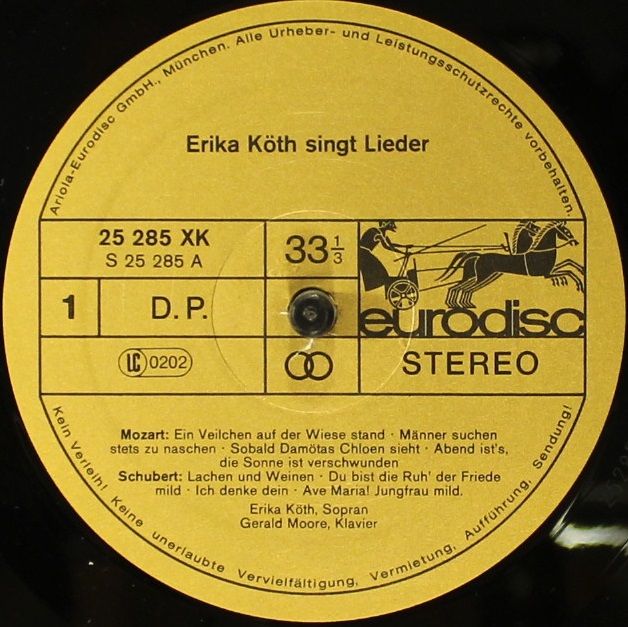 Ariola-Eurodisc GmbH., München. Alle Urheber- und Leistungsschutzrechte vorbehalten.
Erika Köth singt Lieder
25 285 XK
S 25 285 A
33 1/3
1
D.P.
eurodisc
LC 0202
STEREO
Mozart: Ein Veilchen auf der Wiese stand · Männer suchen
stets zu naschen · Sobald Damötas Chloen sieht · Abend ist's,
die Sonne ist verschwunden
Schubert: Lachen und Weinen · Du bist die Ruh' der Friede
mild · Ich denke dein · Ave Maria! Jungfrau mild.
Erika Köth, Sopran
Gerald Moore, Klavier
Kein Verleih! Keine unerlaubte Vervielfältigung, Vermietung, Aufführung, Sendung!